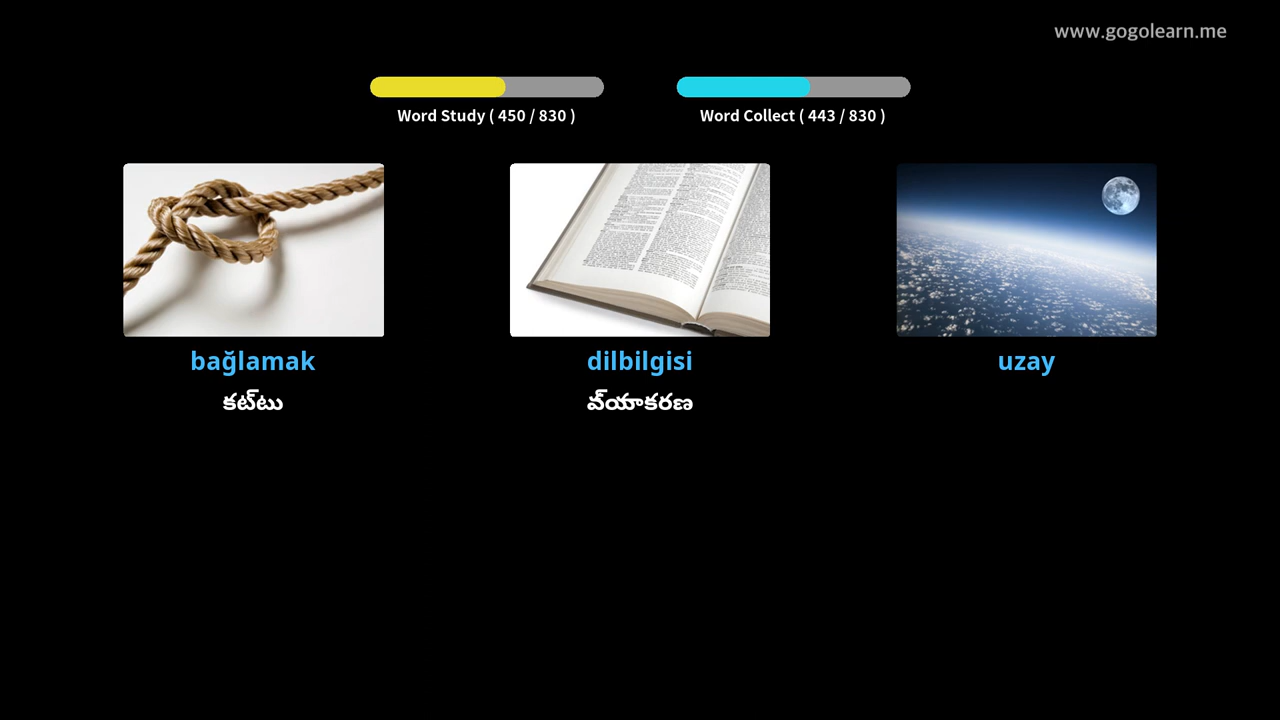 www.gogolearn.me
Word Study ( 450 / 830 )
Word Collect ( 443 / 830 )
bağlamak
dilbilgisi
uzay
కట్టు
వ్యాకరణ